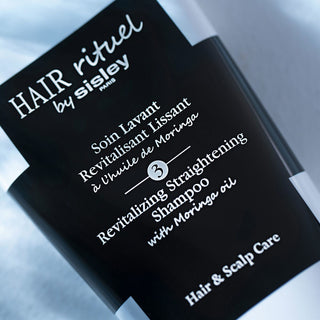 HAIR rituel
by sisley
PARIS
Soin Lavant
Revitalisant Lissant
à l'huile de Moringa
3
Revitalizing Straightening
Shampoo
with Moringa oil
Hair & Scalp Care